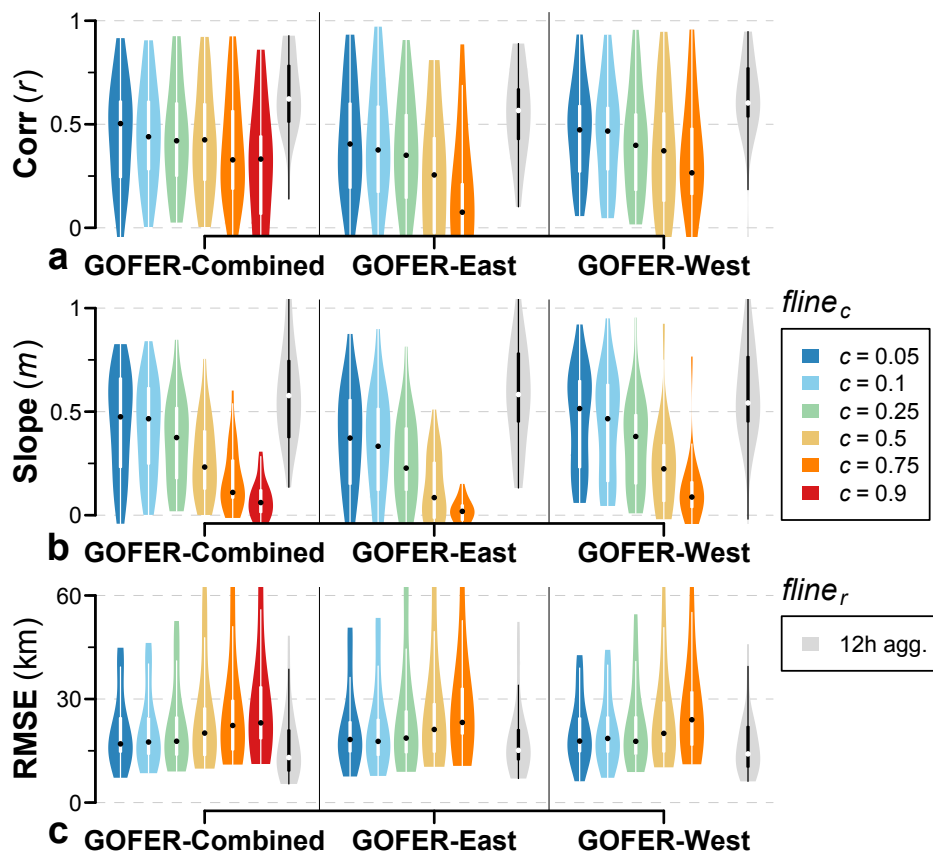 Corr (r)
1
0.5
0
a
GOFER-Combined
GOFER-East
GOFER-West
Slope (m)
1
0.5
0
b
GOFER-Combined
GOFER-East
GOFER-West
fline c
c = 0.05
c = 0.1
c = 0.25
c = 0.5
c = 0.75
c = 0.9
RMSE (km)
60
30
0
c
GOFER-Combined
GOFER-East
GOFER-West
fline r
12h agg.